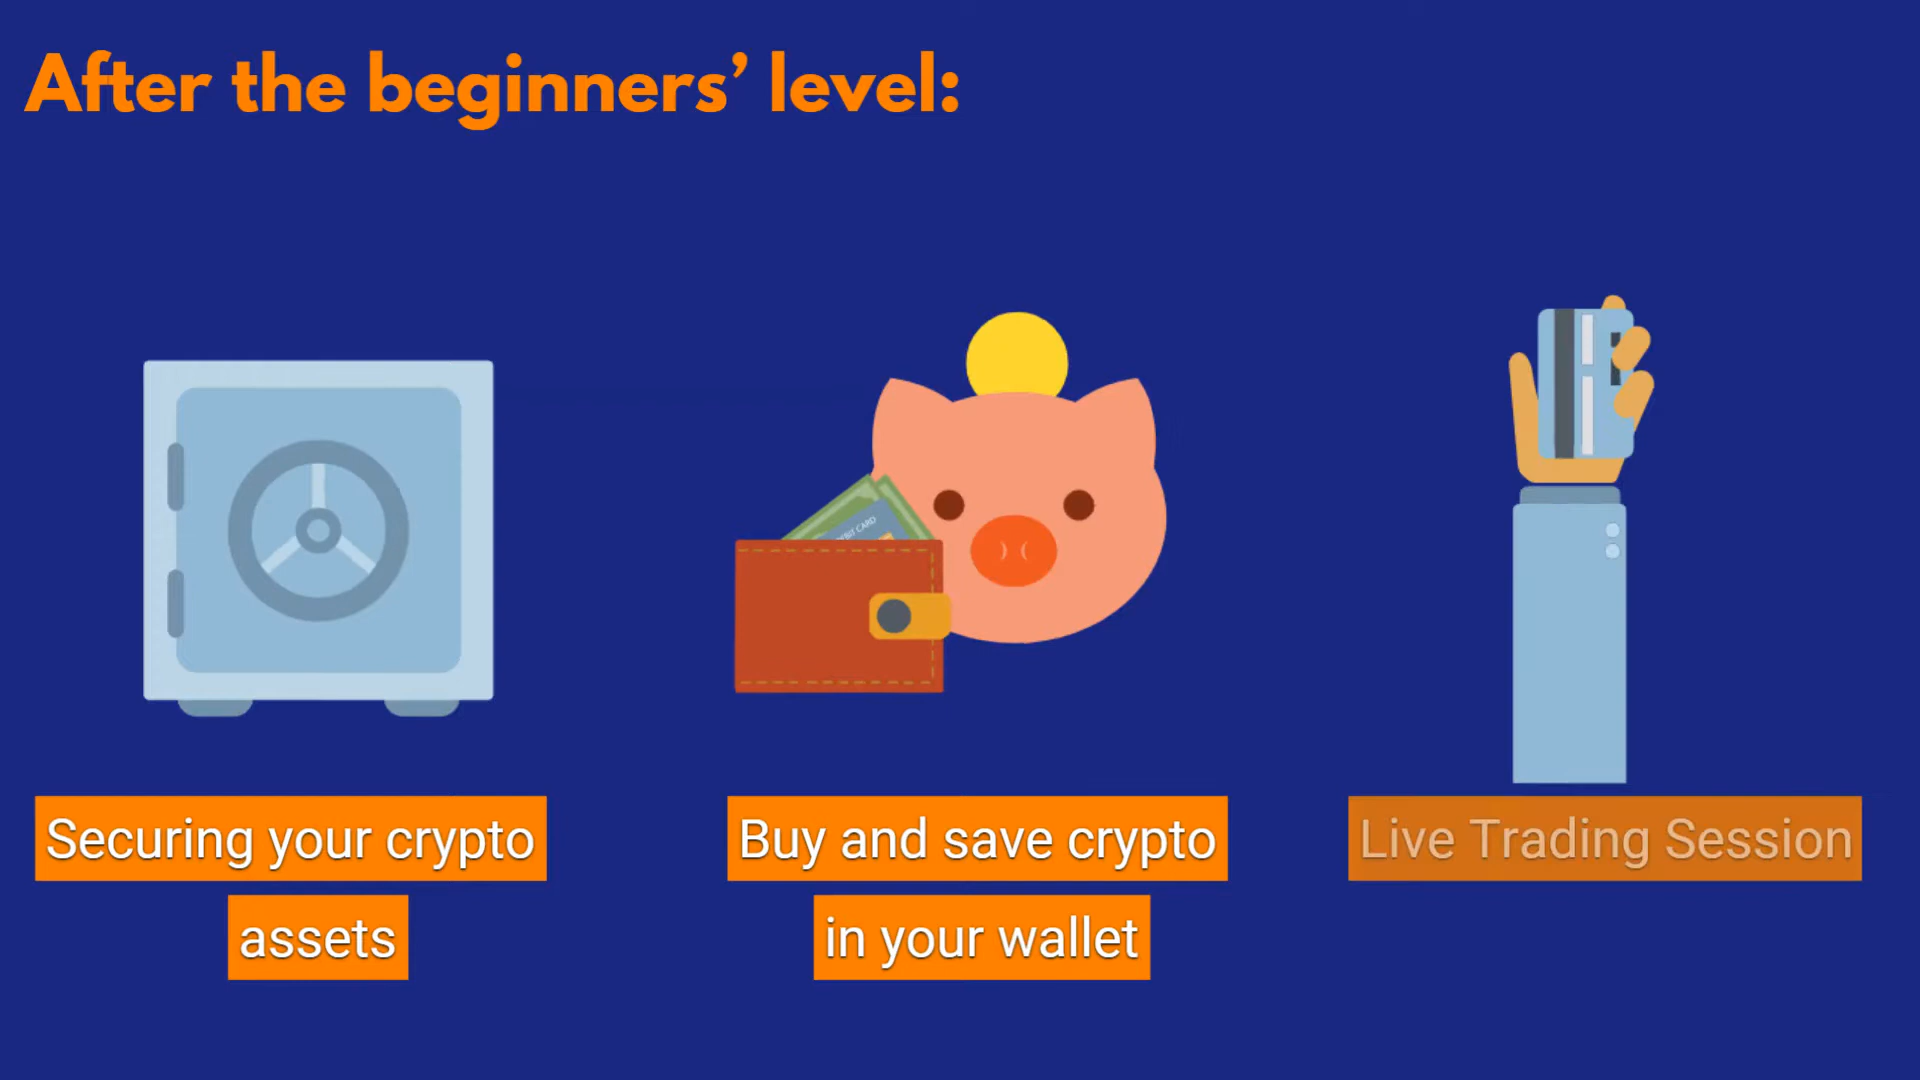 After the beginners’ level:
Securing your crypto
assets
Buy and save crypto
in your wallet
Live Trading Session